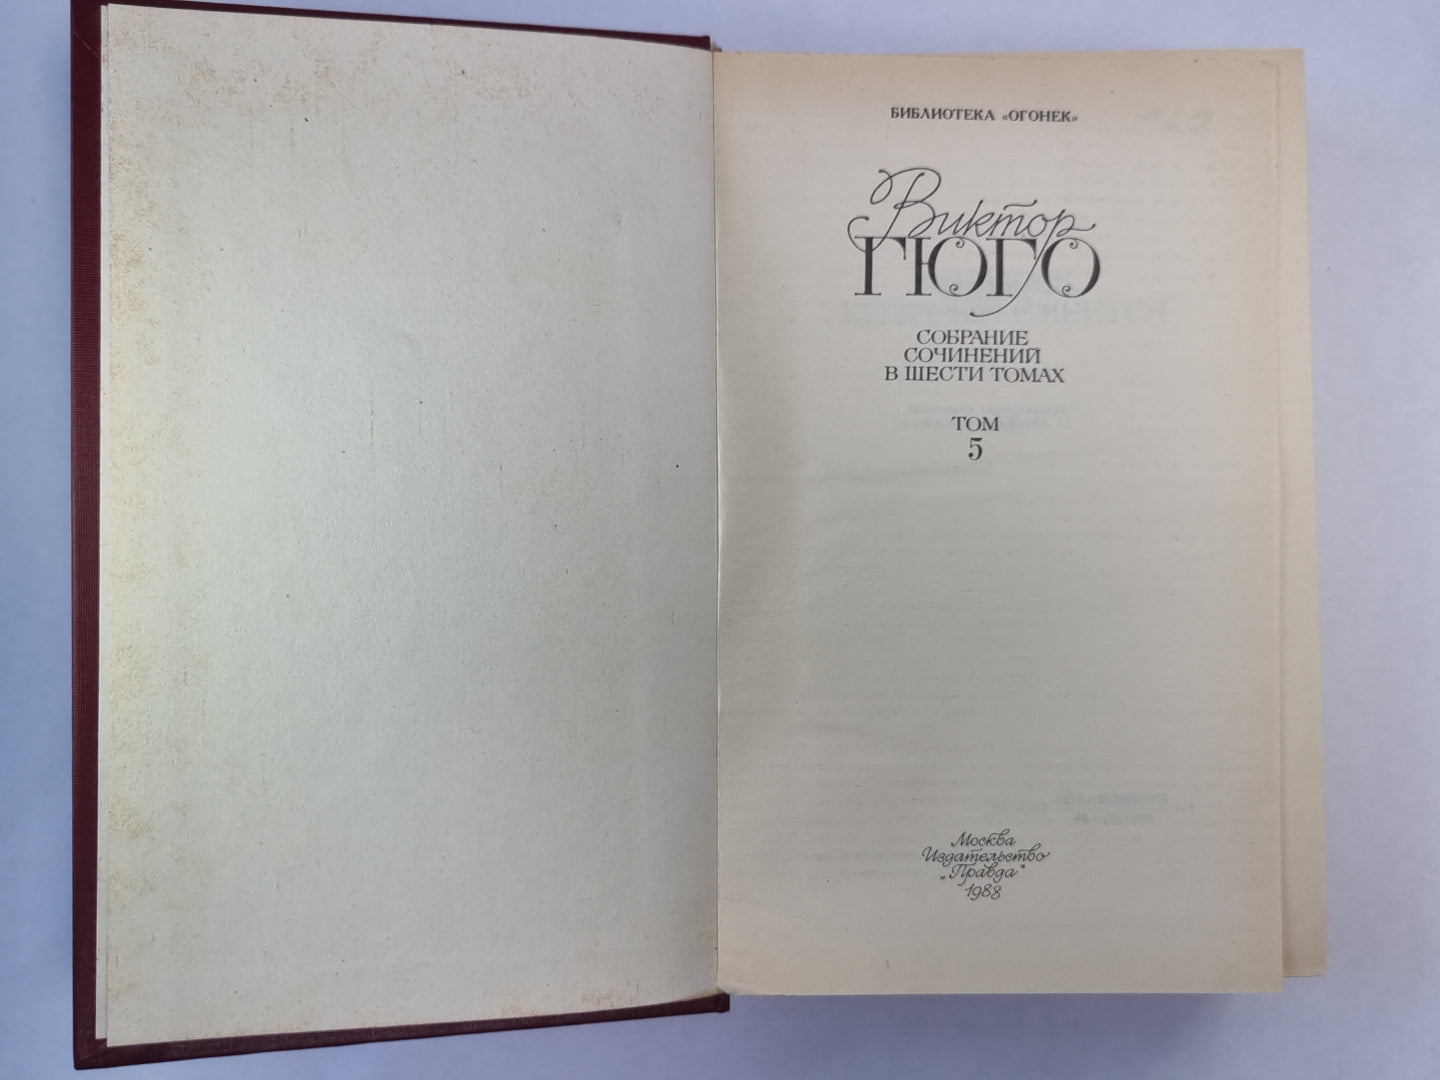 БИБЛИОТЕКА «ОГОНЕК»
Виктор
ГЮГО
СОБРАНИЕ
СОЧИНЕНИЙ
В ШЕСТИ ТОМАХ
ТОМ
5
Москва
Издательство
„Правда"
1988